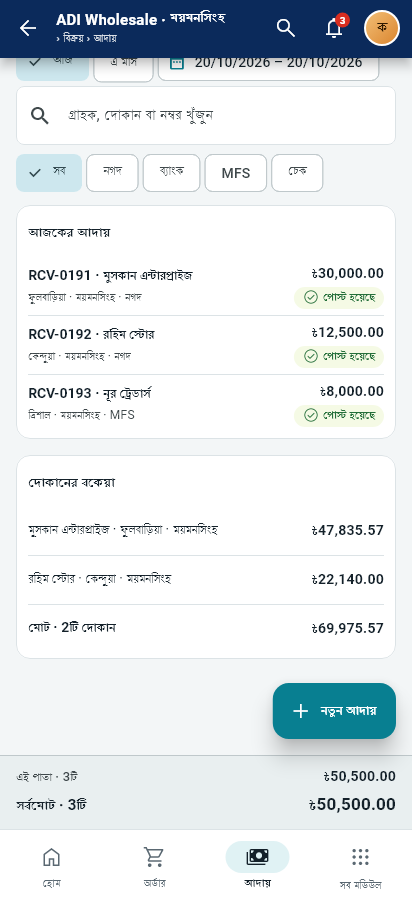 ADI Wholesale · ময়মনসিংহ
› বিক্রয় › আদায়
3
ক
আজ
এ মাস
20/10/2026 – 20/10/2026
গ্রাহক, দোকান বা নম্বর খুঁজুন
সব
নগদ
ব্যাংক
MFS
চেক
আজকের আদায়
RCV-0191 · মুসকান এন্টারপ্রাইজ
৳30,000.00
ফুলবাড়িয়া · ময়মনসিংহ · নগদ
পোস্ট হয়েছে
RCV-0192 · রহিম স্টোর
৳12,500.00
কেন্দুয়া · ময়মনসিংহ · নগদ
পোস্ট হয়েছে
RCV-0193 · নূর ট্রেডার্স
৳8,000.00
ত্রিশাল · ময়মনসিংহ · MFS
পোস্ট হয়েছে
দোকানের বকেয়া
মুসকান এন্টারপ্রাইজ · ফুলবাড়িয়া · ময়মনসিংহ
৳47,835.57
রহিম স্টোর · কেন্দুয়া · ময়মনসিংহ
৳22,140.00
মোট · 2টি দোকান
৳69,975.57
নতুন আদায়
এই পাতা · 3টি
৳50,500.00
সর্বমোট · 3টি
৳50,500.00
হোম
অর্ডার
আদায়
সব মডিউল